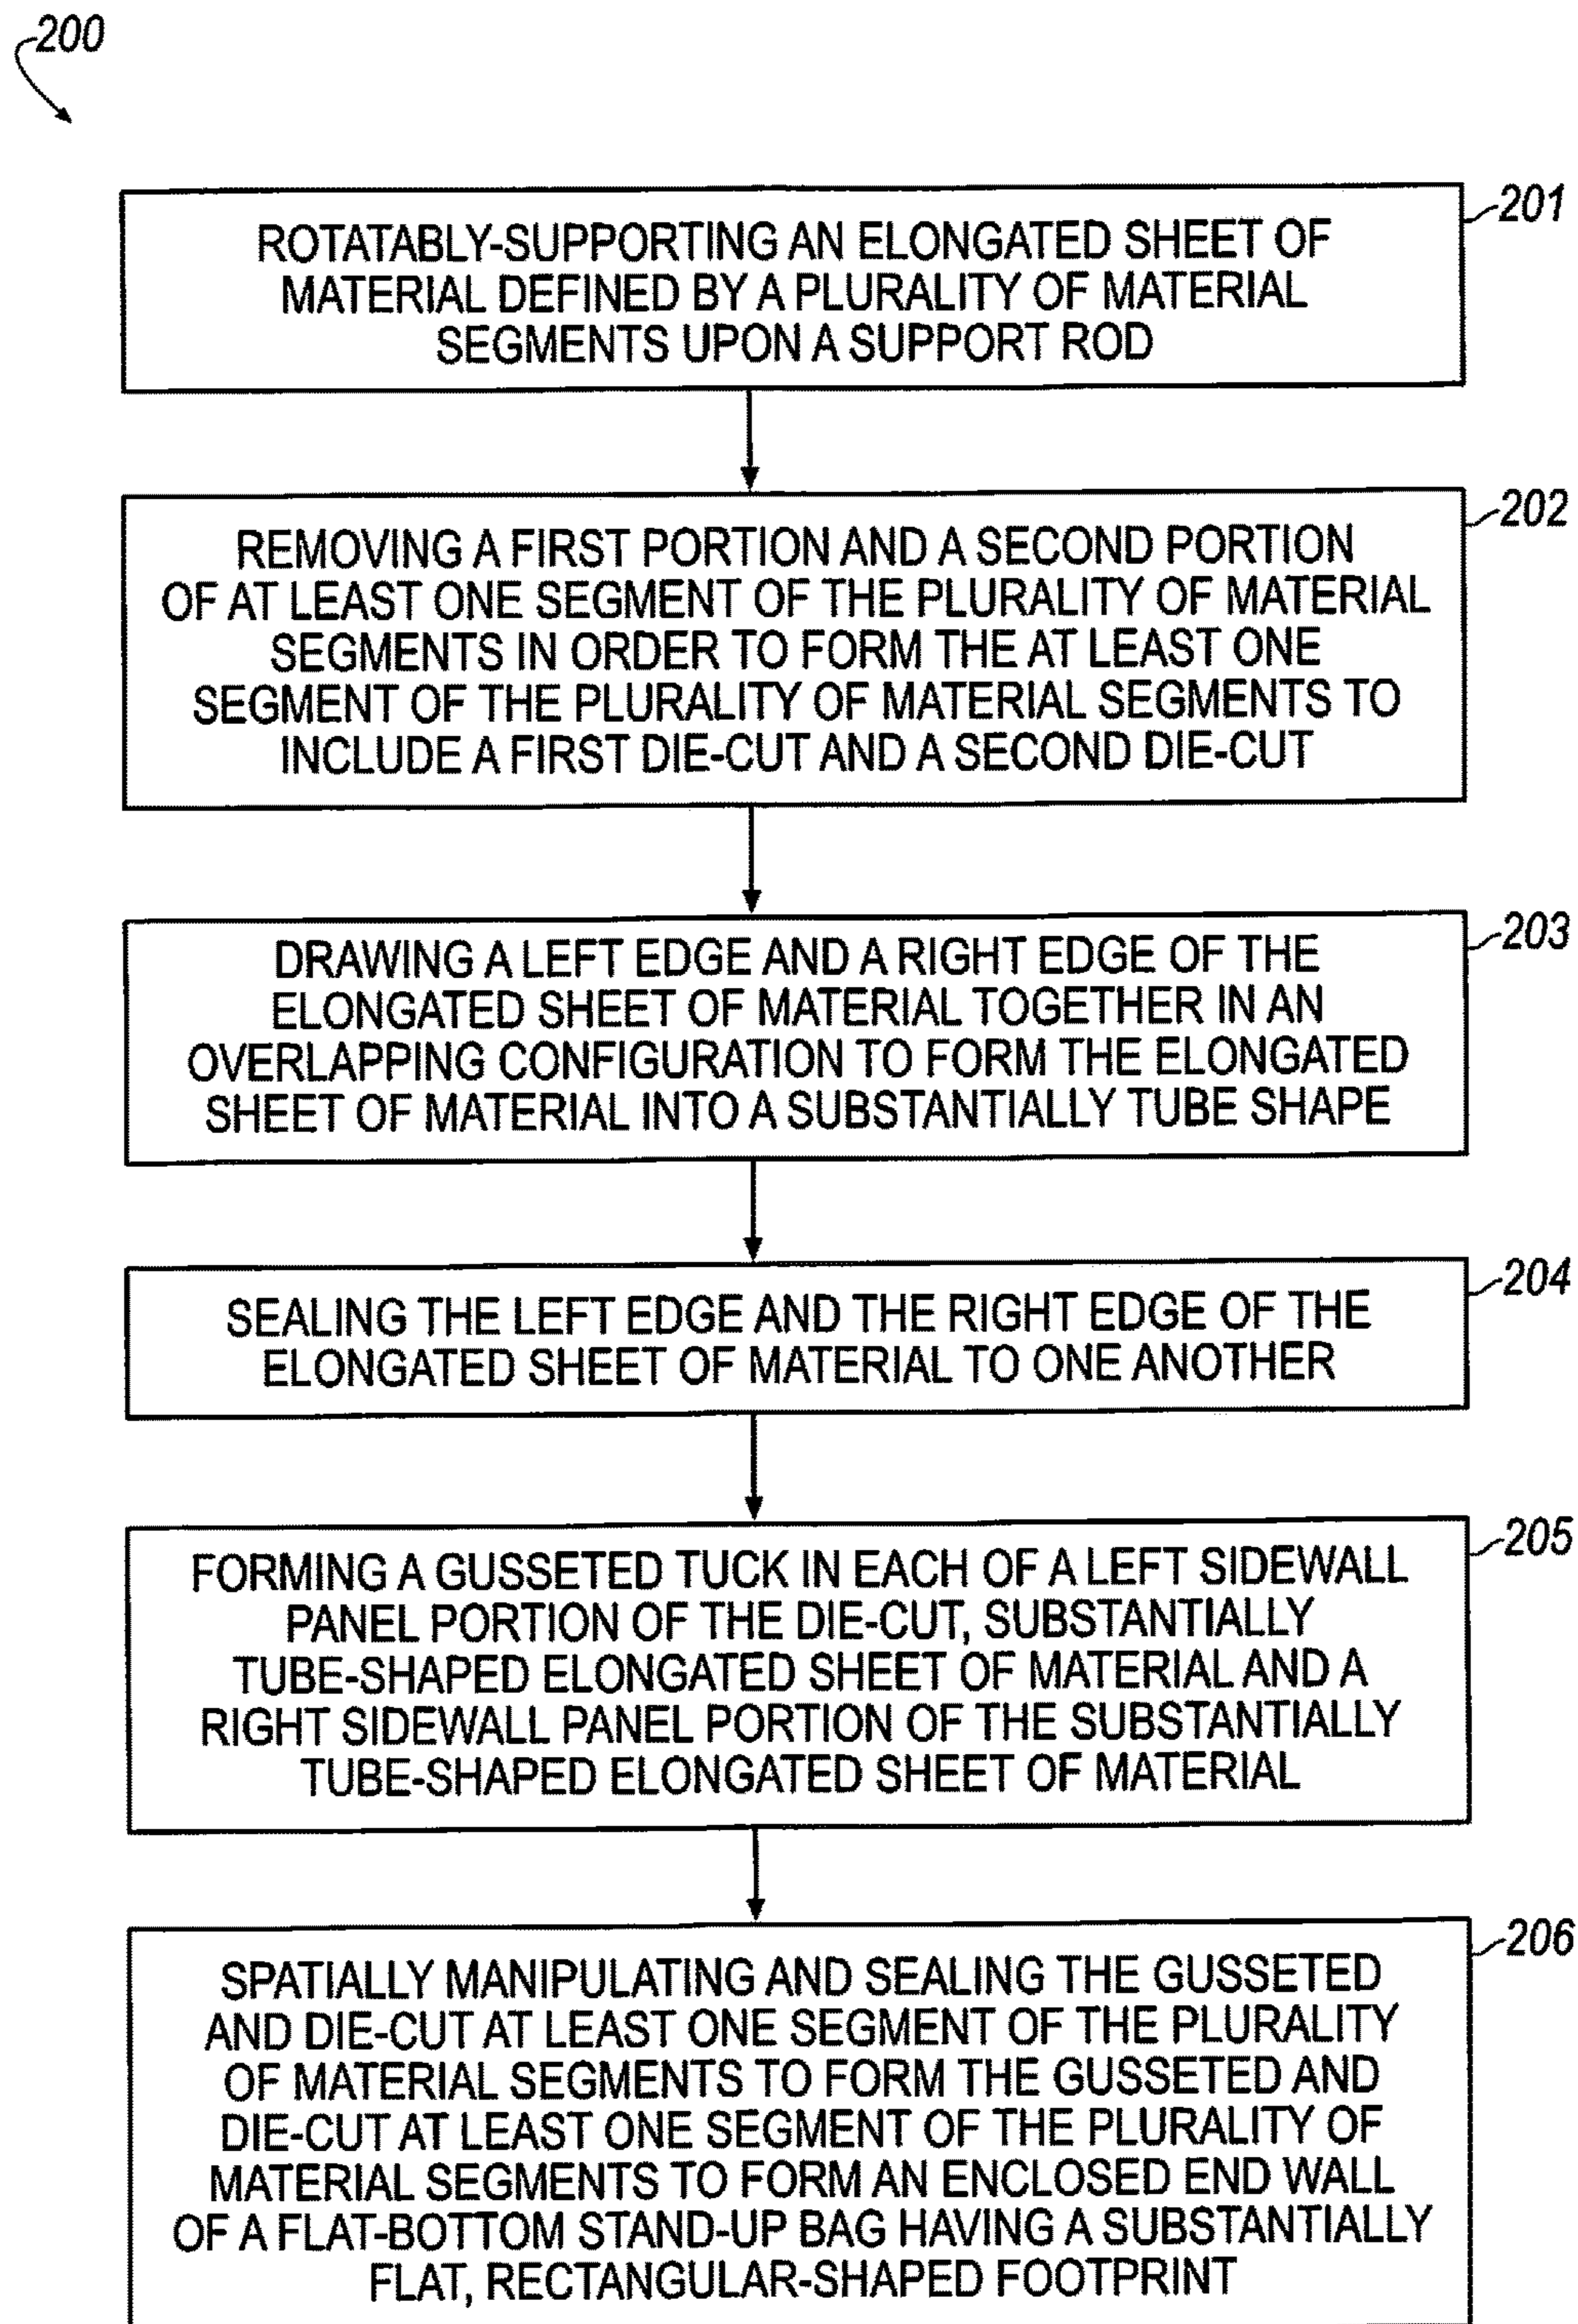 200
201
ROTATABLY-SUPPORTING AN ELONGATED SHEET OF
MATERIAL DEFINED BY A PLURALITY OF MATERIAL
SEGMENTS UPON A SUPPORT ROD
202
REMOVING A FIRST PORTION AND A SECOND PORTION
OF AT LEAST ONE SEGMENT OF THE PLURALITY OF MATERIAL
SEGMENTS IN ORDER TO FORM THE AT LEAST ONE
SEGMENT OF THE PLURALITY OF MATERIAL SEGMENTS TO
INCLUDE A FIRST DIE-CUT AND A SECOND DIE-CUT
203
DRAWING A LEFT EDGE AND A RIGHT EDGE OF THE
ELONGATED SHEET OF MATERIAL TOGETHER IN AN
OVERLAPPING CONFIGURATION TO FORM THE ELONGATED
SHEET OF MATERIAL INTO A SUBSTANTIALLY TUBE SHAPE
204
SEALING THE LEFT EDGE AND THE RIGHT EDGE OF THE
ELONGATED SHEET OF MATERIAL TO ONE ANOTHER
205
FORMING A GUSSETED TUCK IN EACH OF A LEFT SIDEWALL
PANEL PORTION OF THE DIE-CUT, SUBSTANTIALLY
TUBE-SHAPED ELONGATED SHEET OF MATERIAL AND A
RIGHT SIDEWALL PANEL PORTION OF THE SUBSTANTIALLY
TUBE-SHAPED ELONGATED SHEET OF MATERIAL
206
SPATIALLY MANIPULATING AND SEALING THE GUSSETED
AND DIE-CUT AT LEAST ONE SEGMENT OF THE PLURALITY
OF MATERIAL SEGMENTS TO FORM THE GUSSETED AND
DIE-CUT AT LEAST ONE SEGMENT OF THE PLURALITY OF
MATERIAL SEGMENTS TO FORM AN ENCLOSED END WALL
OF A FLAT-BOTTOM STAND-UP BAG HAVING A SUBSTANTIALLY
FLAT, RECTANGULAR-SHAPED FOOTPRINT